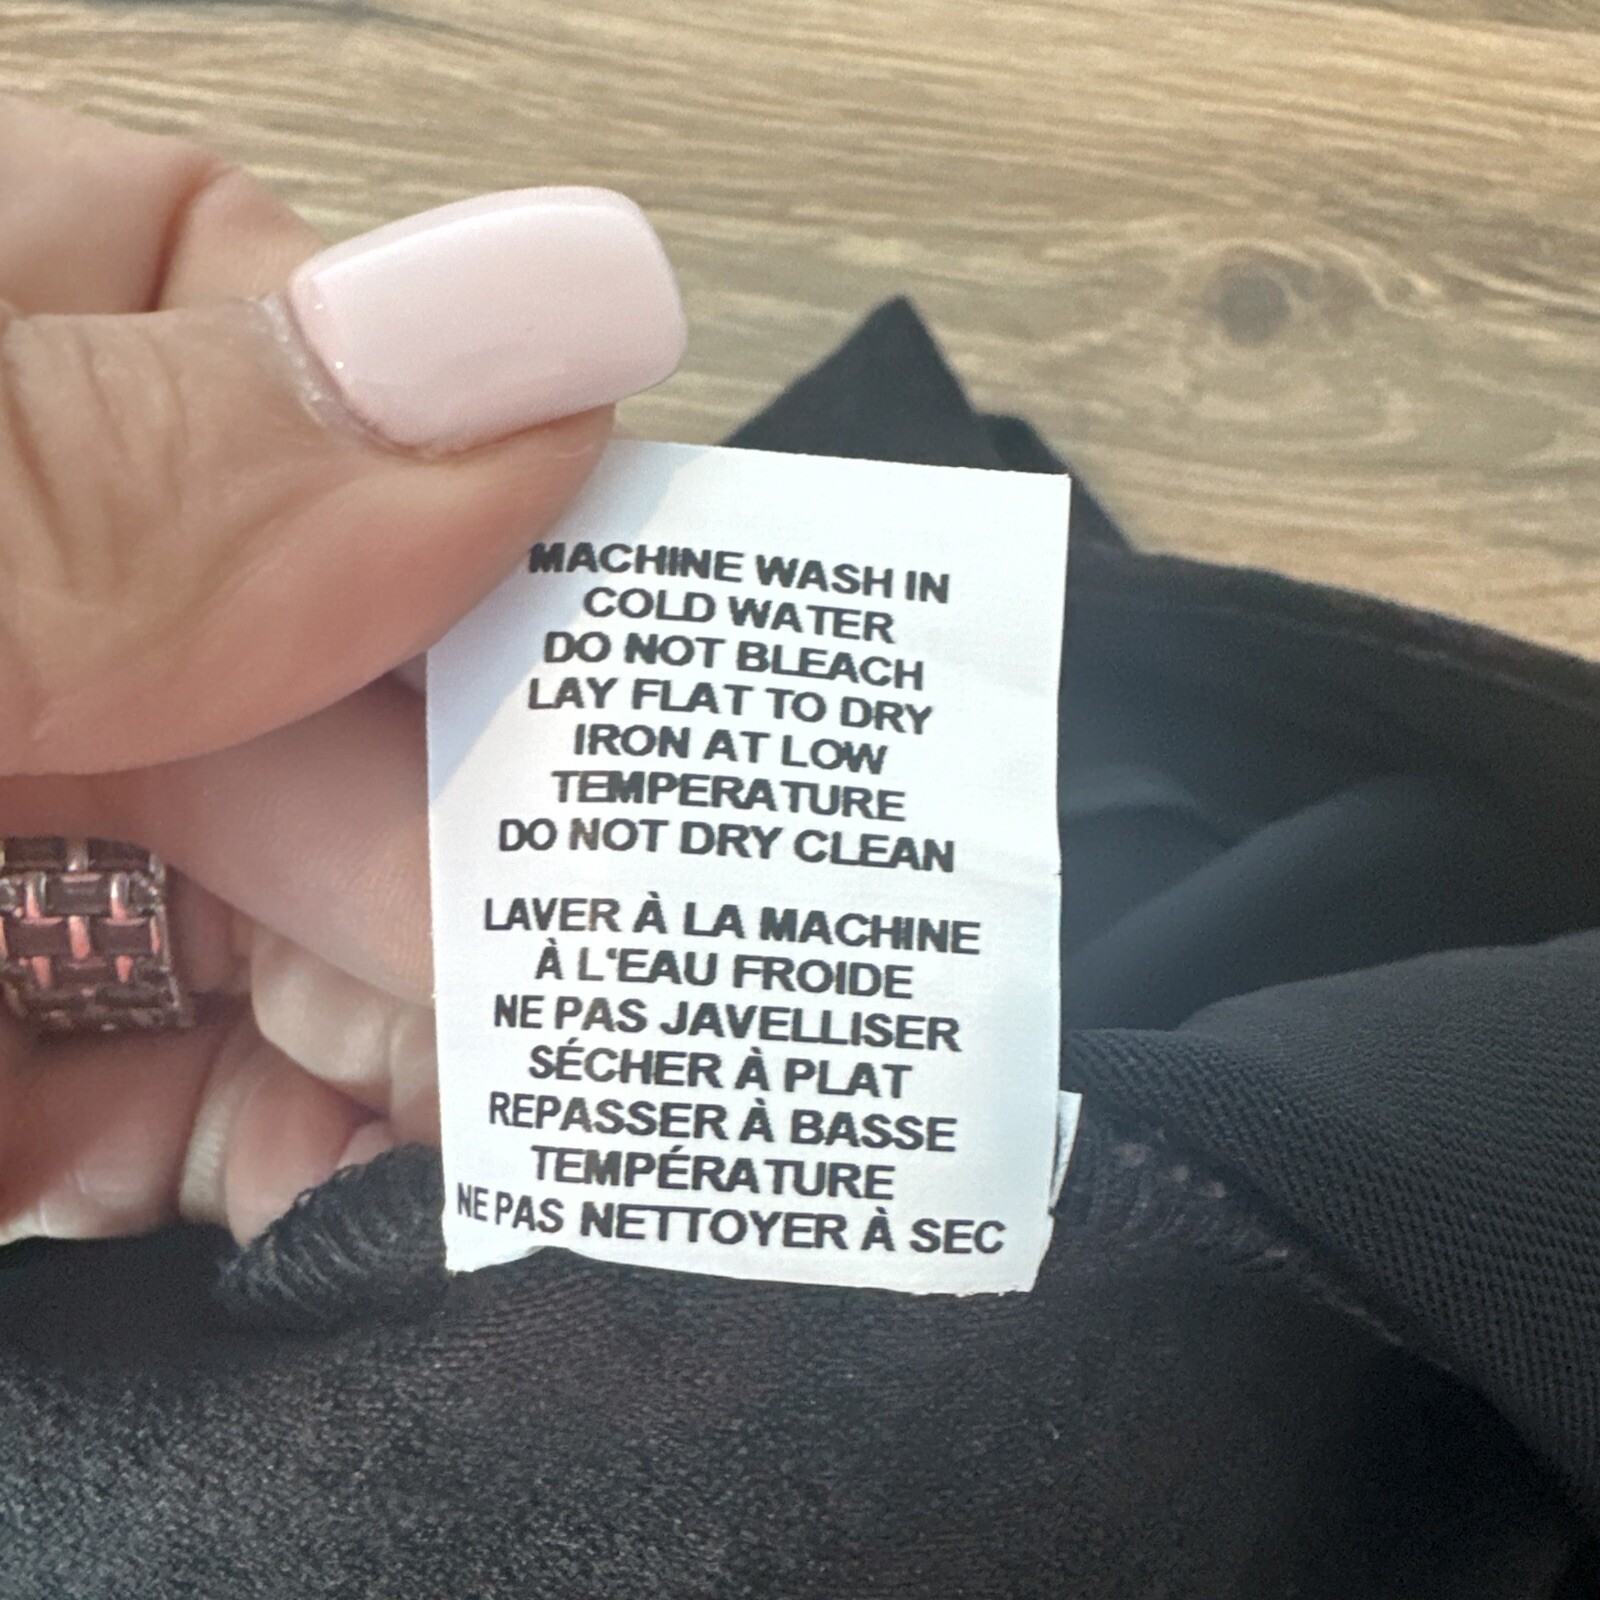 MACHINE WASH IN
COLD WATER
DO NOT BLEACH
LAY FLAT TO DRY
IRON AT LOW
TEMPERATURE
DO NOT DRY CLEAN
LAVER À LA MACHINE
À L'EAU FROIDE
NE PAS JAVELLISER
SÉCHER À PLAT
REPASSER À BASSE
TEMPÉRATURE
NE PAS NETTOYER À SEC